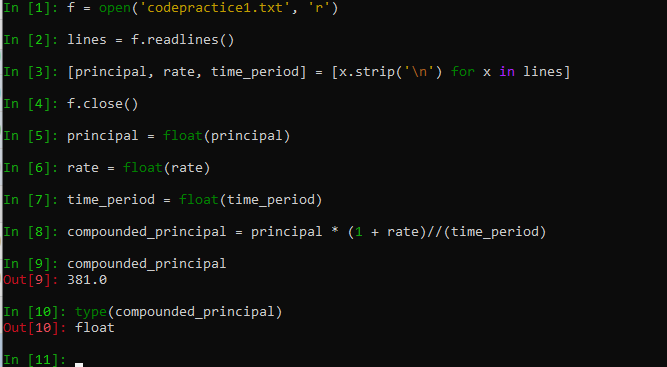 In [1]: f = open('codepractice1.txt', 'r')
In [2]: lines = f.readlines()
In [3]: [principal, rate, time_period] = [x.strip('\n') for x in lines]
In [4]: f.close()
In [5]: principal = float(principal)
In [6]: rate = float(rate)
In [7]: time_period = float(time_period)
In [8]: compounded_principal = principal * (1 + rate)//(time_period)
In [9]: compounded_principal
Out[9]: 381.0
In [10]: type(compounded_principal)
Out[10]: float
In [11]: